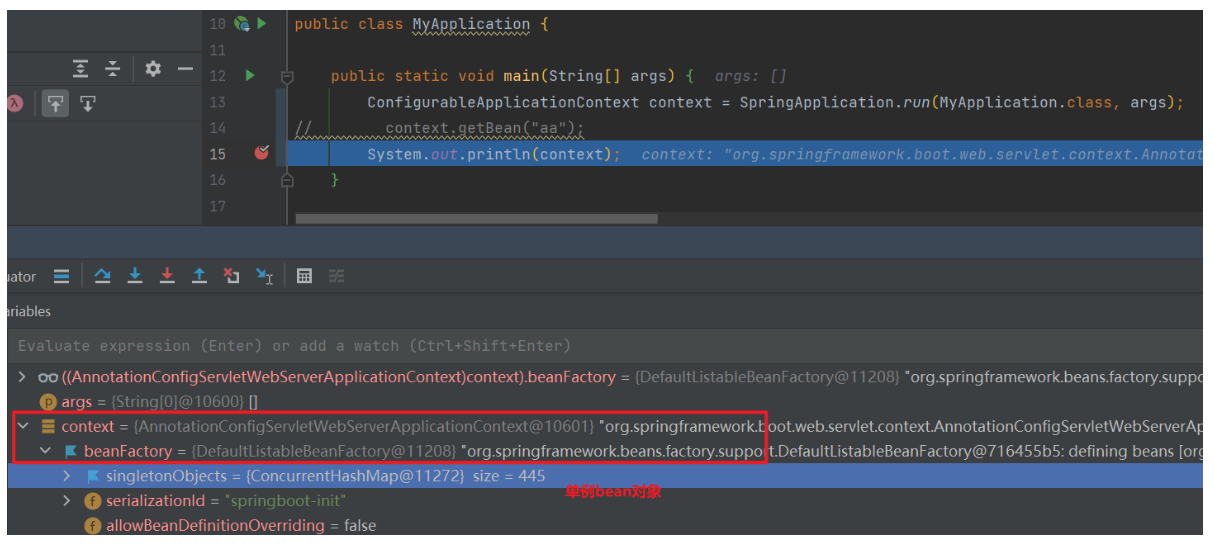 10 public class MyApplication {
11
12 public static void main(String[] args) { args: []
13 ConfigurableApplicationContext context = SpringApplication.run(MyApplication.class, args);
14 // context.getBean("aa");
15 System.out.println(context); context: "org.springframework.boot.web.servlet.context.Annotat
16 }
17
uator
ariables
Evaluate expression (Enter) or add a watch (Ctrl+Shift+Enter)
((AnnotationConfigServletWebServerApplicationContext)context).beanFactory = {DefaultListableBeanFactory@11208} "org.springframework.beans.factory.suppo
args = {String[0]@10600} []
context = {AnnotationConfigServletWebServerApplicationContext@10601} "org.springframework.boot.web.servlet.context.AnnotationConfigServletWebServerAp
beanFactory = {DefaultListableBeanFactory@11208} "org.springframework.beans.factory.support.DefaultListableBeanFactory@716455b5: defining beans [org
singletonObjects = {ConcurrentHashMap@11272} size = 445
单例bean对象
serializationId = "springboot-init"
allowBeanDefinitionOverriding = false